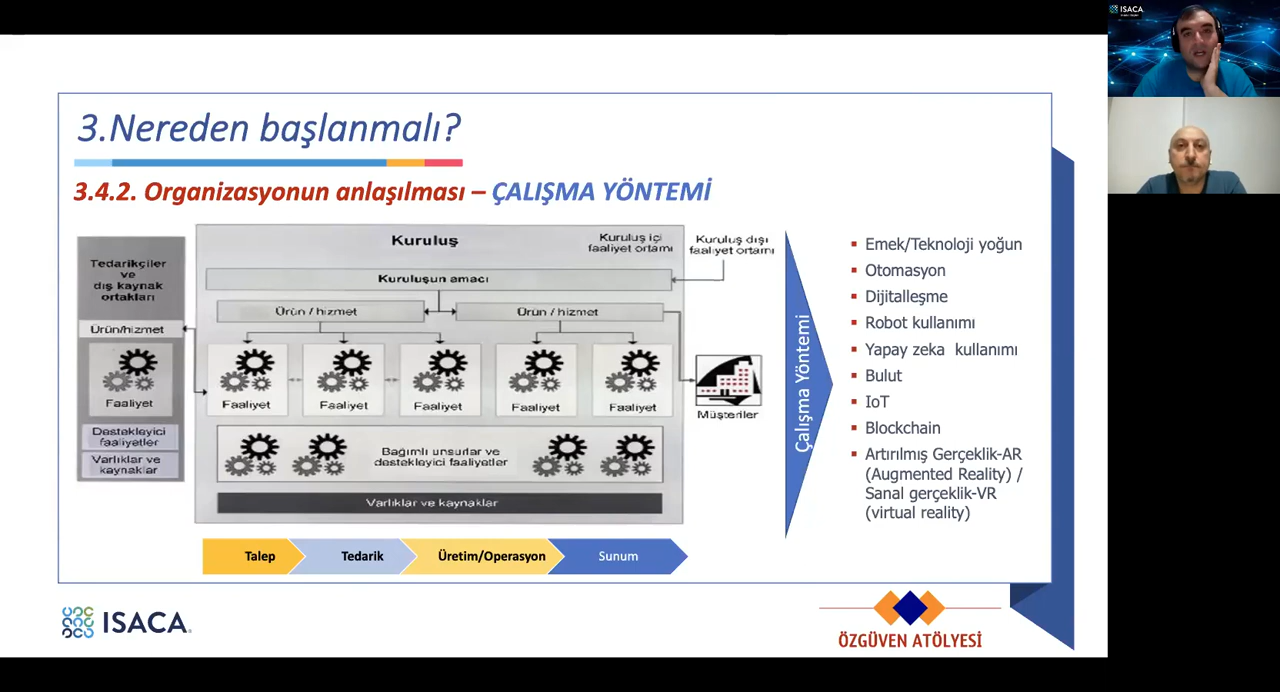 ISACA
3.Nereden başlanmalı?
3.4.2. Organizasyonun anlaşılması – ÇALIŞMA YÖNTEMİ
Tedarikçiler
ve
dış kaynak
ortakları
Ürün/hizmet
Faaliyet
Destekleyici
faaliyetler
Varlıklar ve
kaynaklar
Kuruluş
Kuruluş içi
faaliyet ortamı
Kuruluş dışı
faaliyet ortamı
Kuruluşun amacı
Ürün / hizmet
Ürün / hizmet
Faaliyet
Faaliyet
Faaliyet
Faaliyet
Faaliyet
Müşteriler
Bağımlı unsurlar ve
destekleyici faaliyetler
Varlıklar ve kaynaklar
Talep
Tedarik
Üretim/Operasyon
Sunum
Çalışma Yöntemi
Emek/Teknoloji yoğun
Otomasyon
Dijitalleşme
Robot kullanımı
Yapay zeka kullanımı
Bulut
IoT
Blockchain
Artırılmış Gerçeklik-AR
(Augmented Reality) /
Sanal gerçeklik-VR
(virtual reality)
ISACA.
ÖZGÜVEN ATÖLYESİ